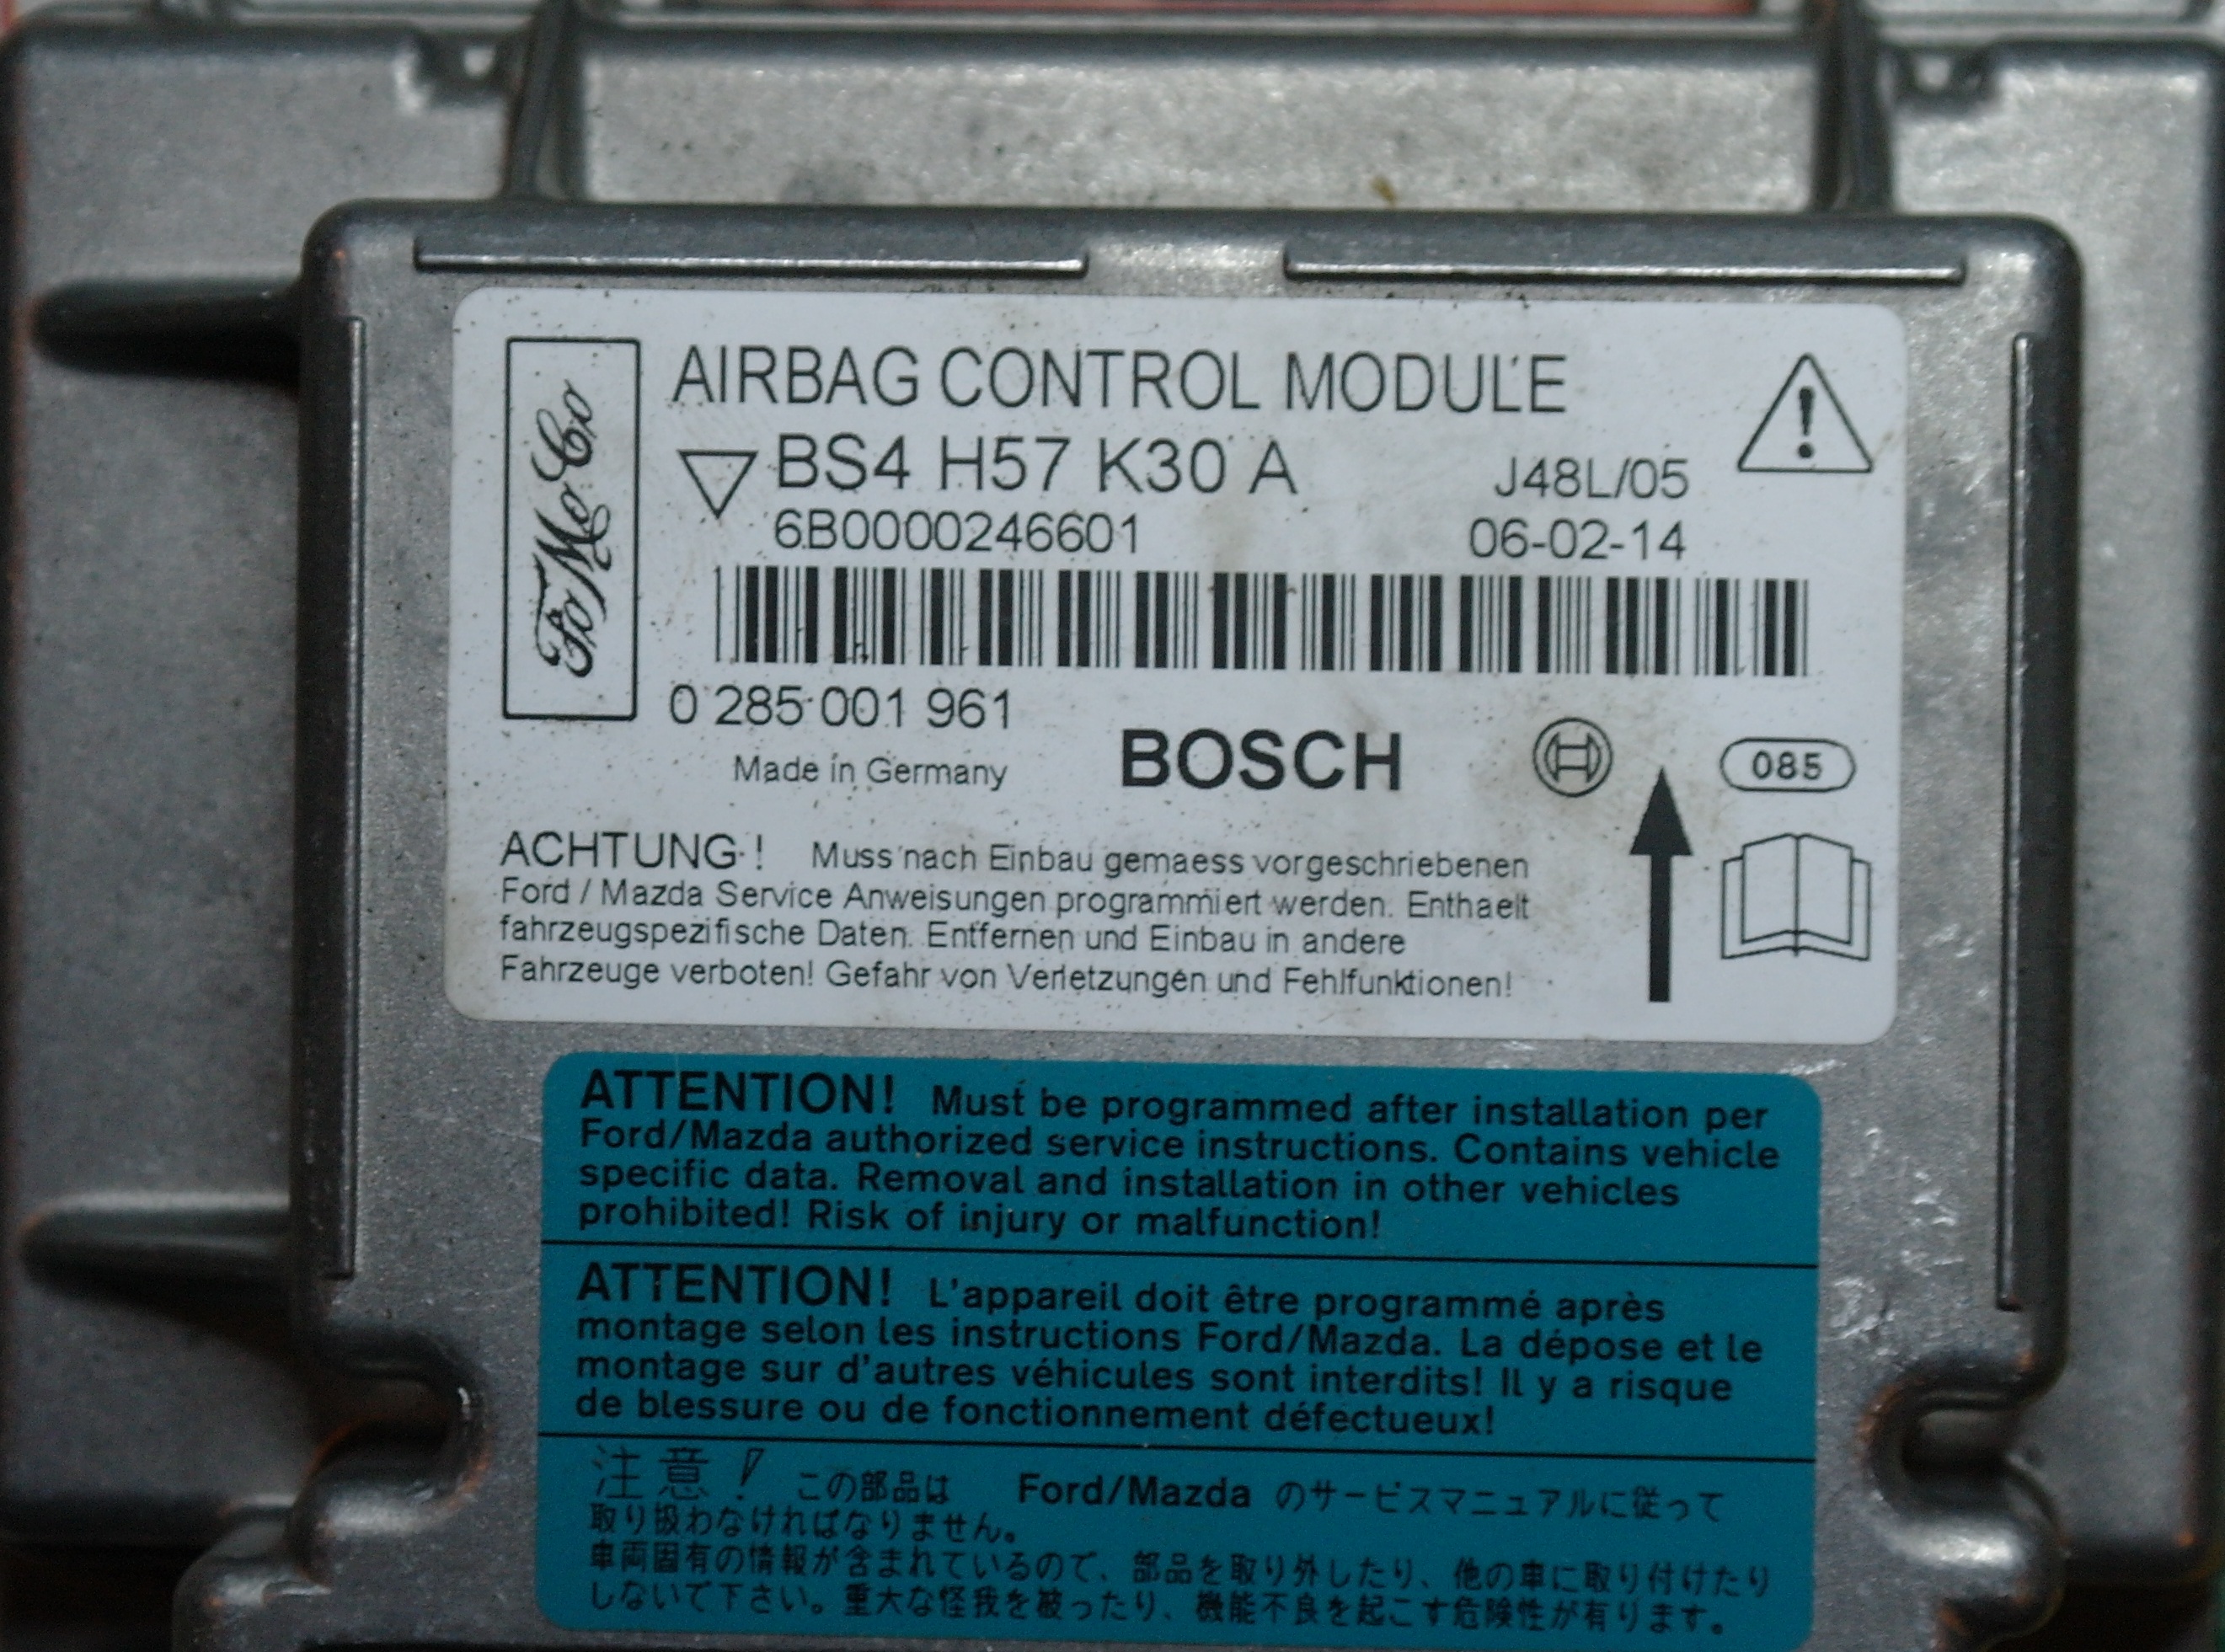 FoMoCo
AIRBAG CONTROL MODULE
BS4 H57 K30 A
J48L/05
6B0000246601
06-02-14
0 285 001 961
Made in Germany
BOSCH
085
ACHTUNG! Muss nach Einbau gemaess vorgeschriebenen
Ford / Mazda Service Anweisungen programmiert werden. Enthaelt
fahrzeugspezifische Daten. Entfernen und Einbau in andere
Fahrzeuge verboten! Gefahr von Verletzungen und Fehlfunktionen!
ATTENTION! Must be programmed after installation per
Ford/Mazda authorized service instructions. Contains vehicle
specific data. Removal and installation in other vehicles
prohibited! Risk of injury or malfunction!
ATTENTION! L'appareil doit être programmé après
montage selon les instructions Ford/Mazda. La dépose et le
montage sur d'autres véhicules sont interdits! Il y a risque
de blessure ou de fonctionnement défectueux!
注意! この部品は Ford/Mazda のサービスマニュアルに従って
取り扱わなければなりません。
車両固有の情報が含まれているので、部品を取り外したり、他の車に取り付けたり
しないで下さい。重大な怪我を被ったり、機能不良を起こす危険性が有ります。